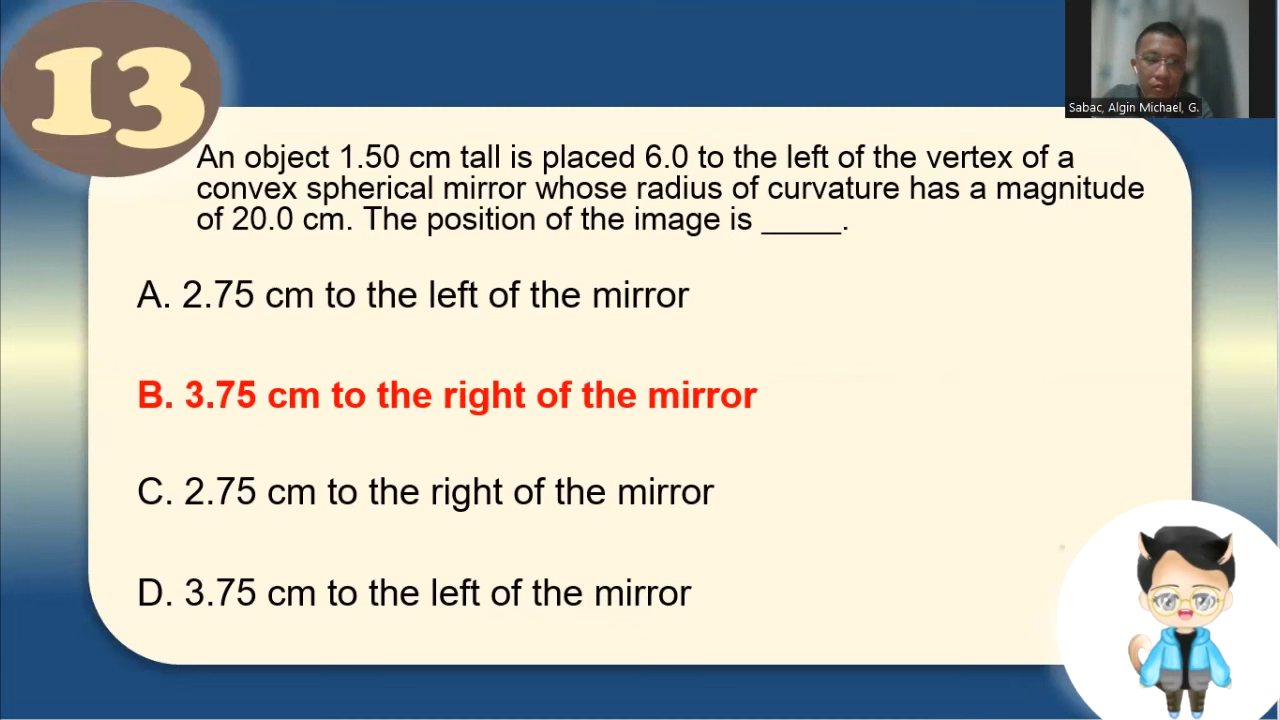 13
Sabac, Algin Michael, G.
An object 1.50 cm tall is placed 6.0 to the left of the vertex of a
convex spherical mirror whose radius of curvature has a magnitude
of 20.0 cm. The position of the image is _____.
A. 2.75 cm to the left of the mirror
B. 3.75 cm to the right of the mirror
C. 2.75 cm to the right of the mirror
D. 3.75 cm to the left of the mirror